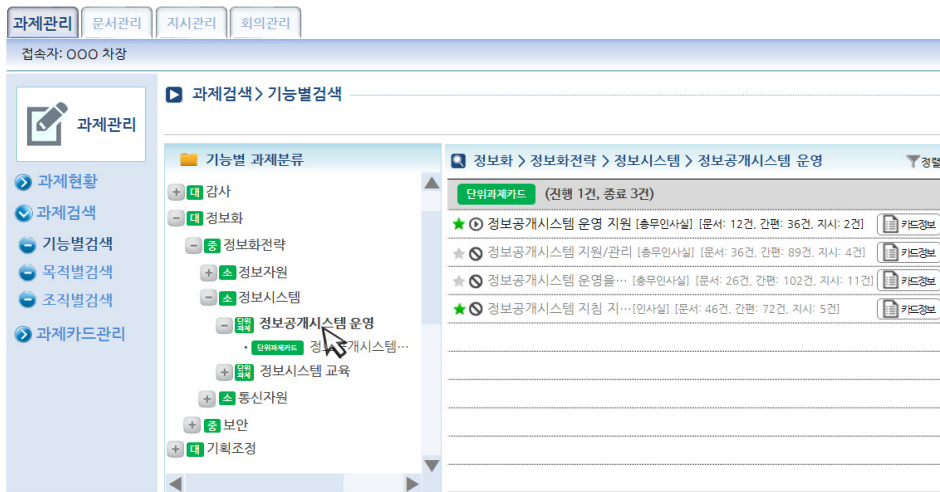 과제관리 문서관리 지시관리 회의관리
접속자: OOO 차장
과제관리
과제현황
과제검색
기능별검색
목적별검색
조직별검색
과제카드관리
과제검색 > 기능별검색
기능별 과제분류
대 감사
대 정보화
중 정보화전략
소 정보자원
소 정보시스템
단위과제 정보공개시스템 운영
단위과제카드
단위과제 정보시스템 교육
소 통신자원
중 보안
대 기획조정
정보화 > 정보화전략 > 정보시스템 > 정보공개시스템 운영 정렬
단위과제카드 (진행 1건, 종료 3건)
정보공개시스템 운영 지원 [총무인사실] [문서: 12건, 간편: 36건, 지시: 2건] 카드정보
정보공개시스템 지원/관리 [총무인사실] [문서: 36건, 간편: 89건, 지시: 4건] 카드정보
정보공개시스템 운영을… [총무인사실] [문서: 26건, 간편: 102건, 지시: 11건] 카드정보
정보공개시스템 지침 지…[인사실] [문서: 46건, 간편: 72건, 지시: 5건] 카드정보